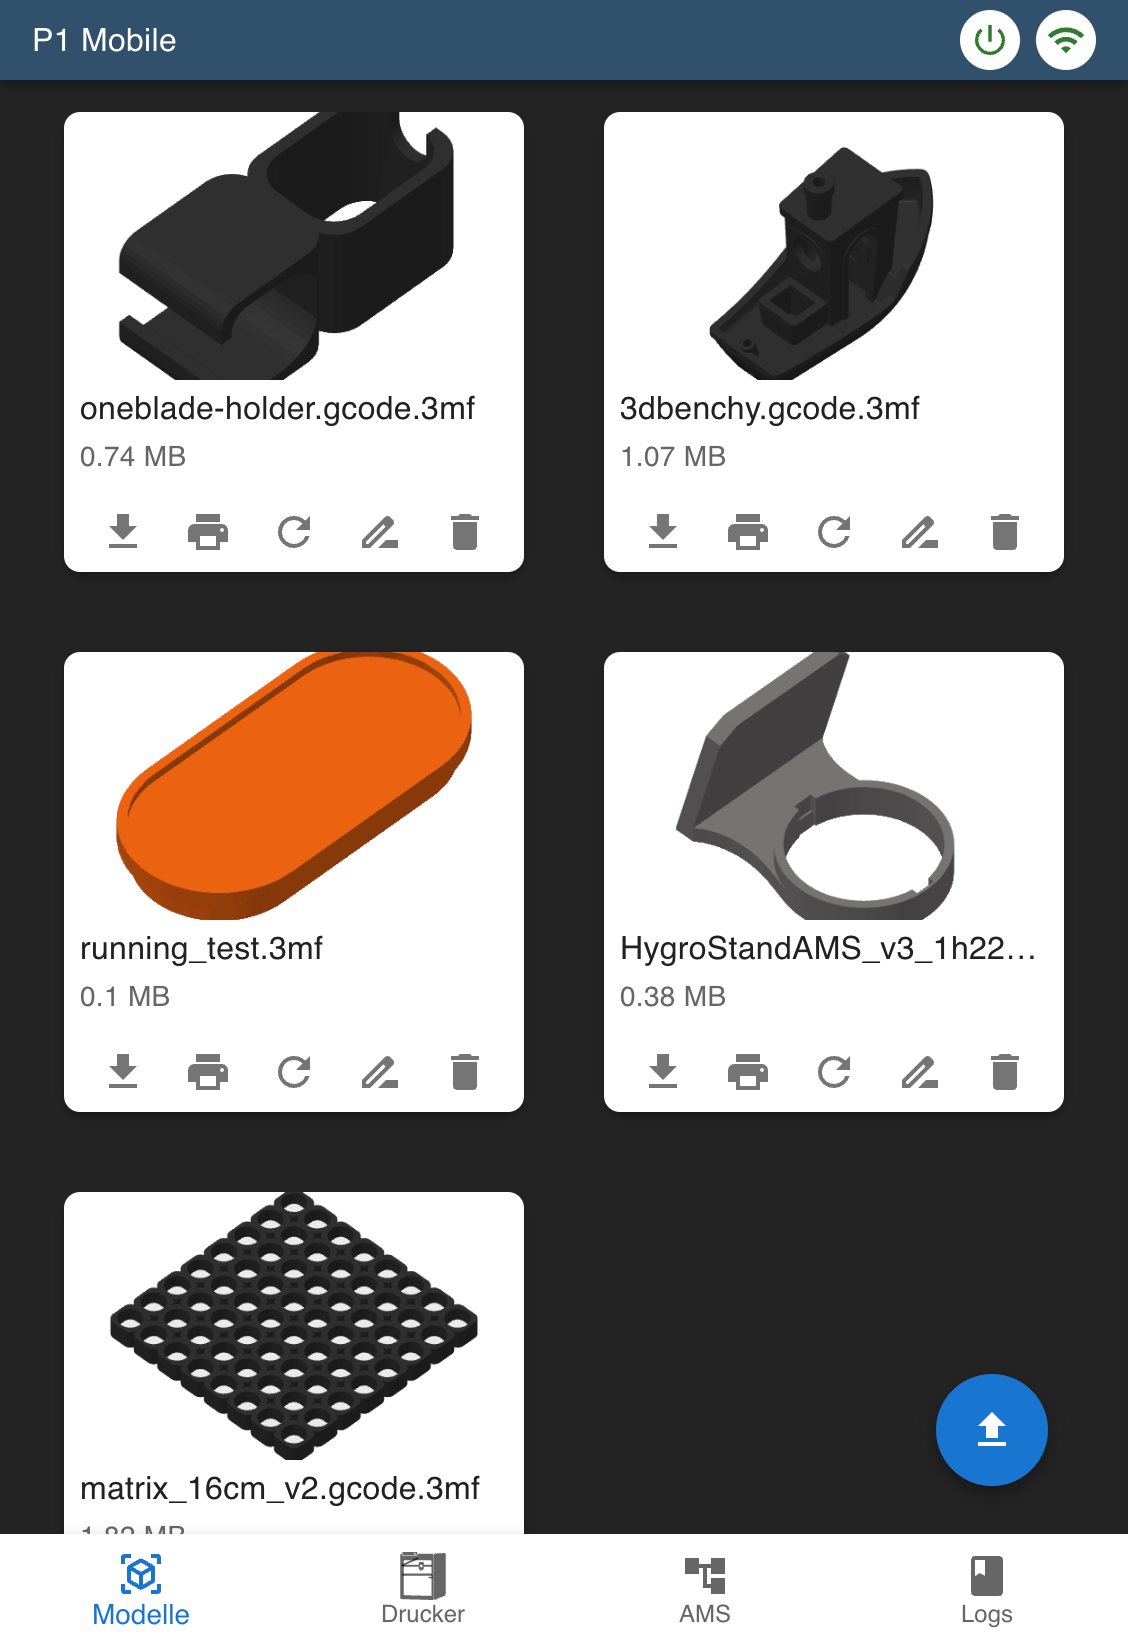 P1 Mobile
oneblade-holder.gcode.3mf
0.74 MB
3dbenchy.gcode.3mf
1.07 MB
running_test.3mf
0.1 MB
HygroStandAMS_v3_1h22…
0.38 MB
matrix_16cm_v2.gcode.3mf
MB
Modelle
Drucker
AMS
Logs